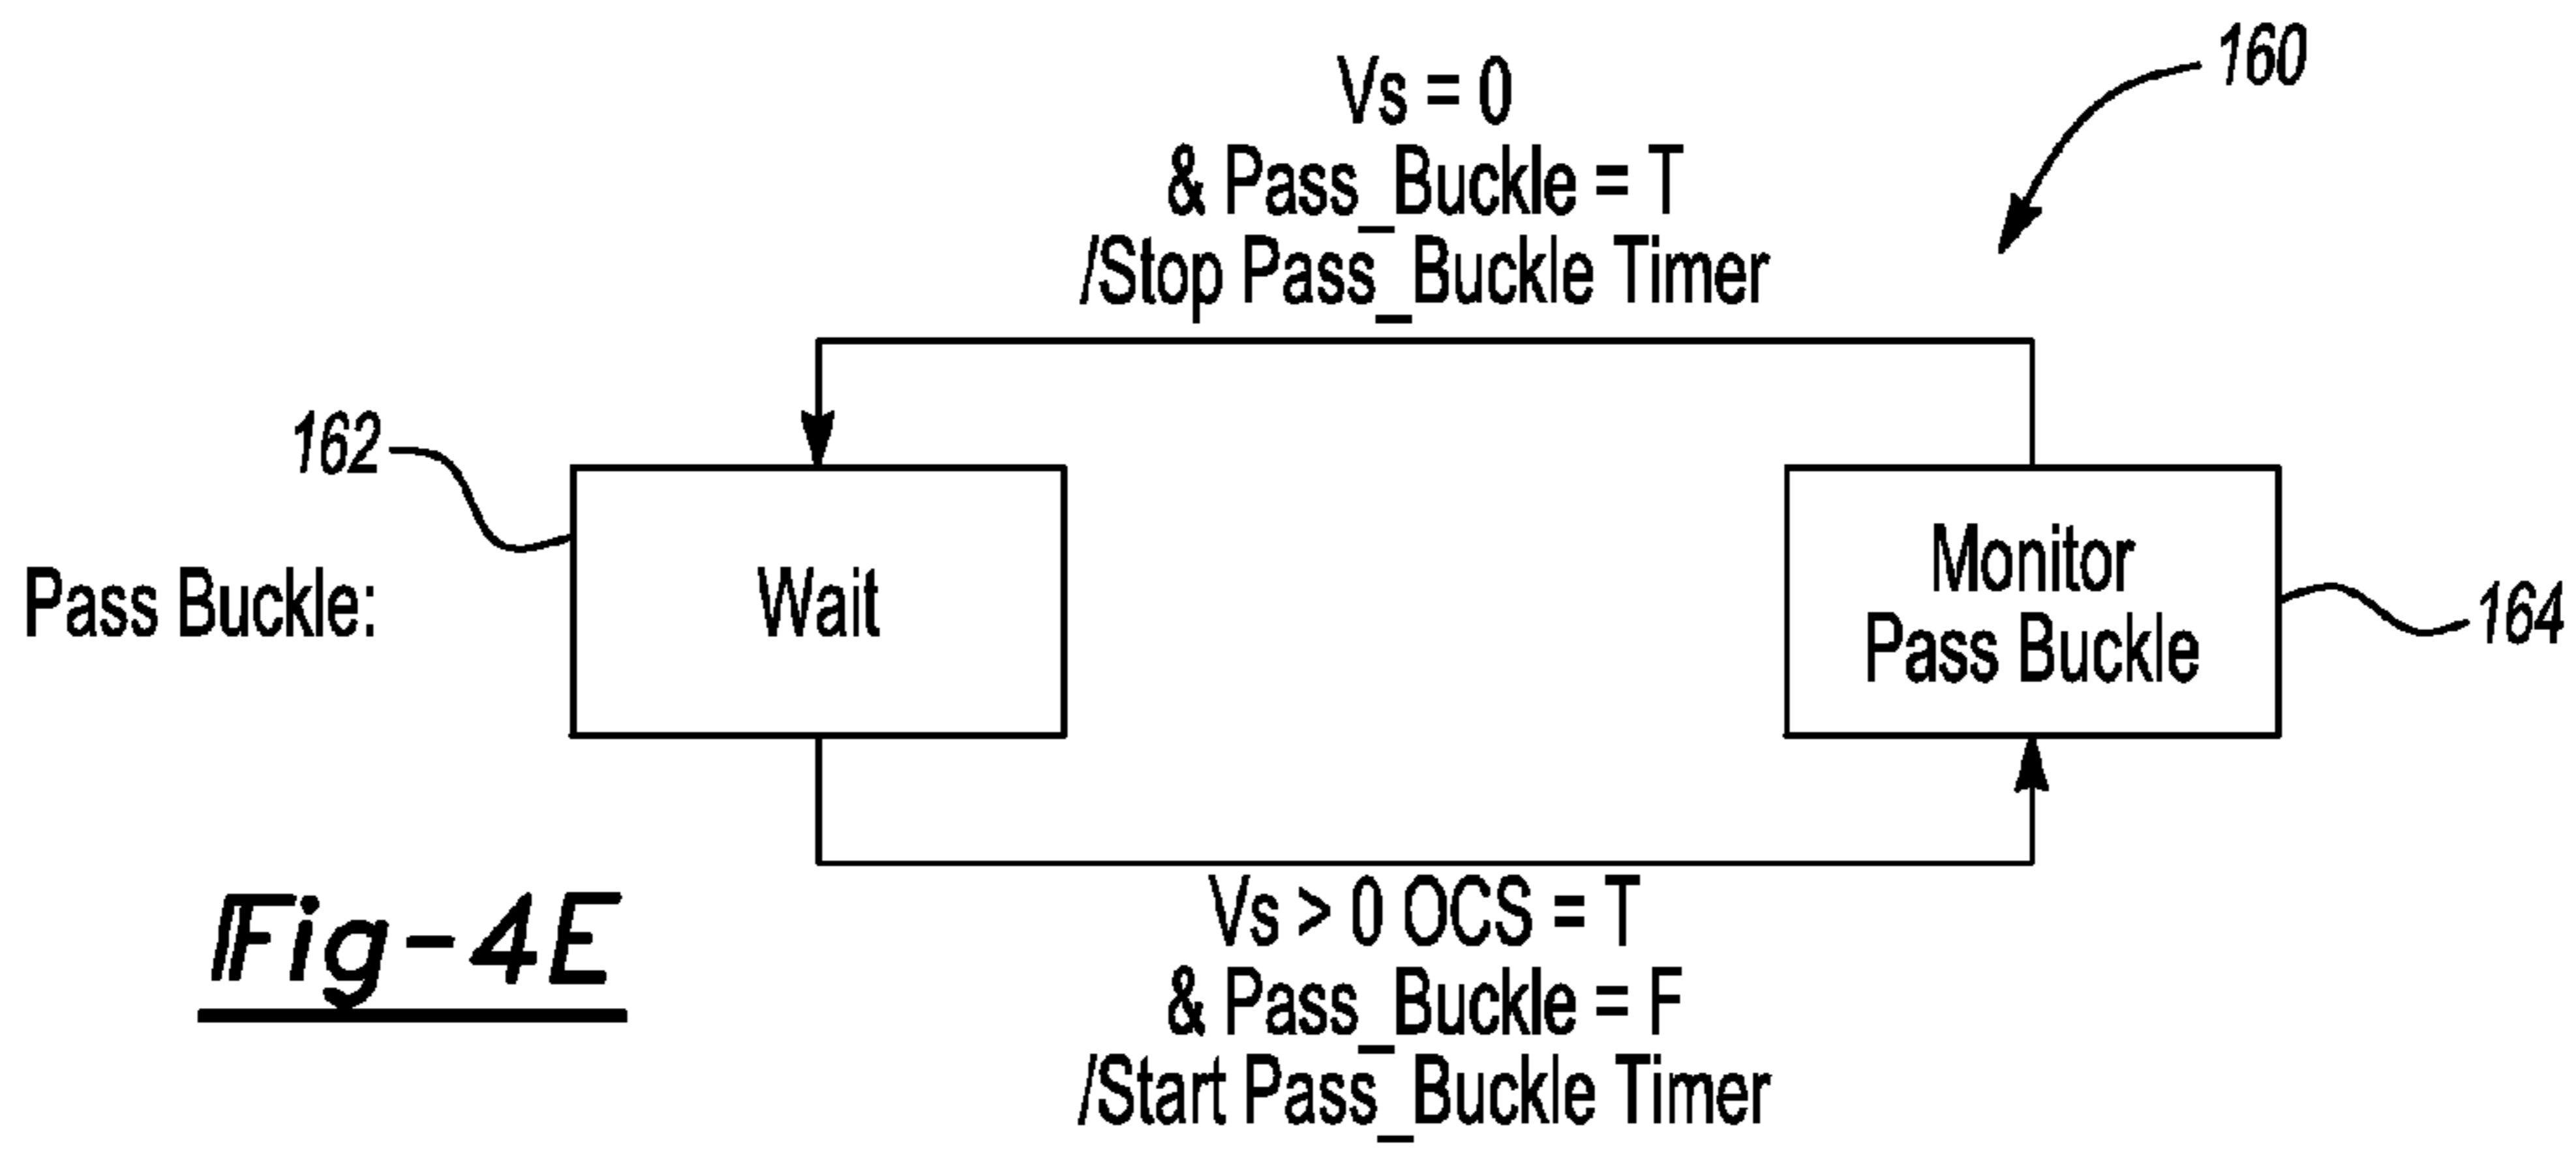 160
Vs = 0
& Pass_Buckle = T
/Stop Pass_Buckle Timer
162
Pass Buckle:
Wait
Monitor
Pass Buckle
164
Vs > 0 OCS = T
& Pass_Buckle = F
/Start Pass_Buckle Timer
Fig-4E